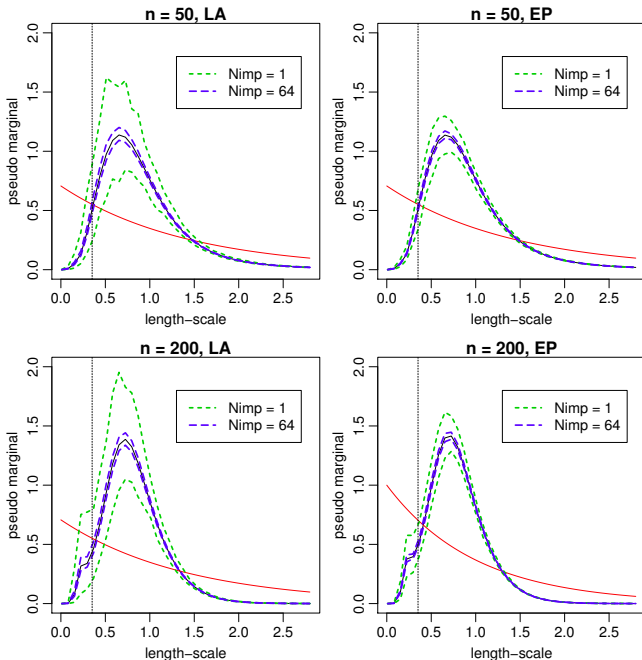 n = 50, LA
pseudo marginal
2.0
1.5
1.0
0.5
0.0
Nimp = 1
Nimp = 64
0.0 0.5 1.0 1.5 2.0 2.5
length−scale
n = 50, EP
pseudo marginal
2.0
1.5
1.0
0.5
0.0
Nimp = 1
Nimp = 64
0.0 0.5 1.0 1.5 2.0 2.5
length−scale
n = 200, LA
pseudo marginal
2.0
1.5
1.0
0.5
0.0
Nimp = 1
Nimp = 64
0.0 0.5 1.0 1.5 2.0 2.5
length−scale
n = 200, EP
pseudo marginal
2.0
1.5
1.0
0.5
0.0
Nimp = 1
Nimp = 64
0.0 0.5 1.0 1.5 2.0 2.5
length−scale